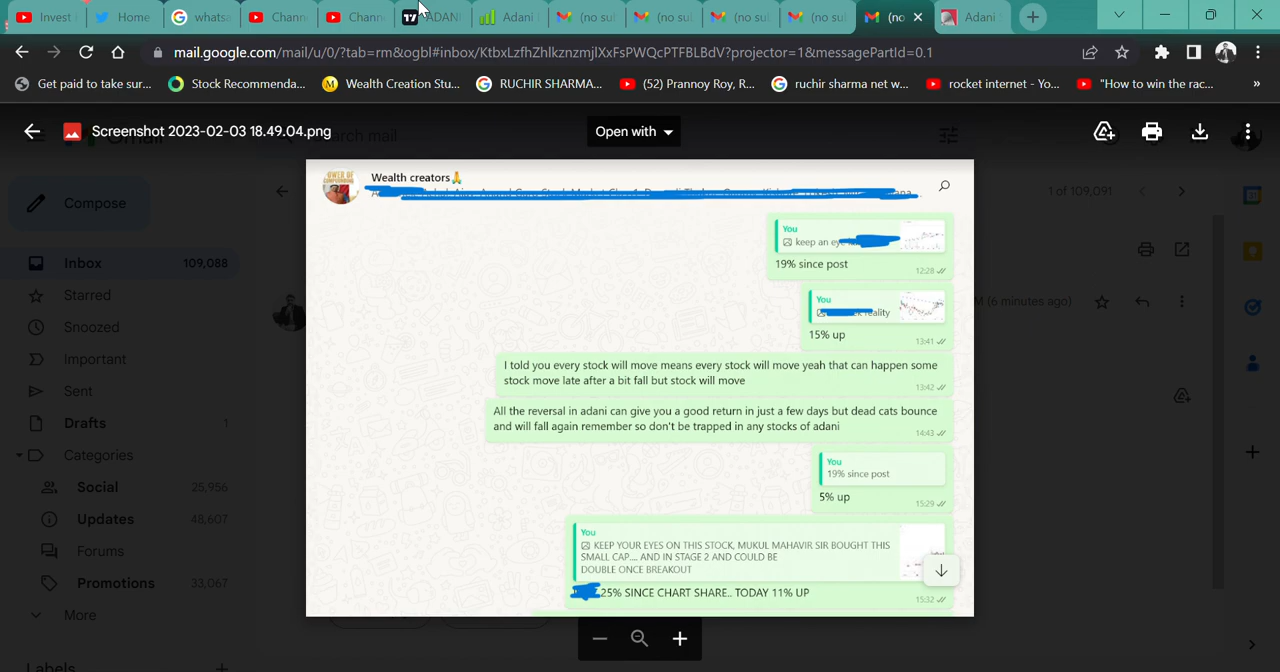 Invest
Home
whatsa
Chann
Chann
ADANI
Adani
(no sul
(no sul
(no sul
(no sul
(no
Adani
mail.google.com/mail/u/0/?tab=rm&ogbl#inbox/KtbxLzfhZhlkznzmjlXxFsPWQcPTFBLBdV?projector=1&messagePartId=0.1
Get paid to take sur...
Stock Recommenda...
Wealth Creation Stu...
RUCHIR SHARMA...
(52) Prannoy Roy, R...
ruchir sharma net w...
rocket internet - Yo...
"How to win the rac...
»
Screenshot 2023-02-03 18.49.04.png
Open with
Search mail
Compose
1 of 109,091
Inbox 109,088
Starred
Snoozed
Important
Sent
Drafts 1
Categories
Social 25,956
Updates 48,607
Forums
Promotions 33,067
More
Labels
(6 minutes ago)
Wealth creators🙏
You
keep an eye
19% since post
12:28
You
reality
15% up
13:41
I told you every stock will move means every stock will move yeah that can happen some
stock move late after a bit fall but stock will move
13:42
All the reversal in adani can give you a good return in just a few days but dead cats bounce
and will fall again remember so don't be trapped in any stocks of adani
14:43
You
19% since post
5% up
15:29
You
KEEP YOUR EYES ON THIS STOCK, MUKUL MAHAVIR SIR BOUGHT THIS
SMALL CAP.... AND IN STAGE 2 AND COULD BE
DOUBLE ONCE BREAKOUT
25% SINCE CHART SHARE.. TODAY 11% UP
15:32